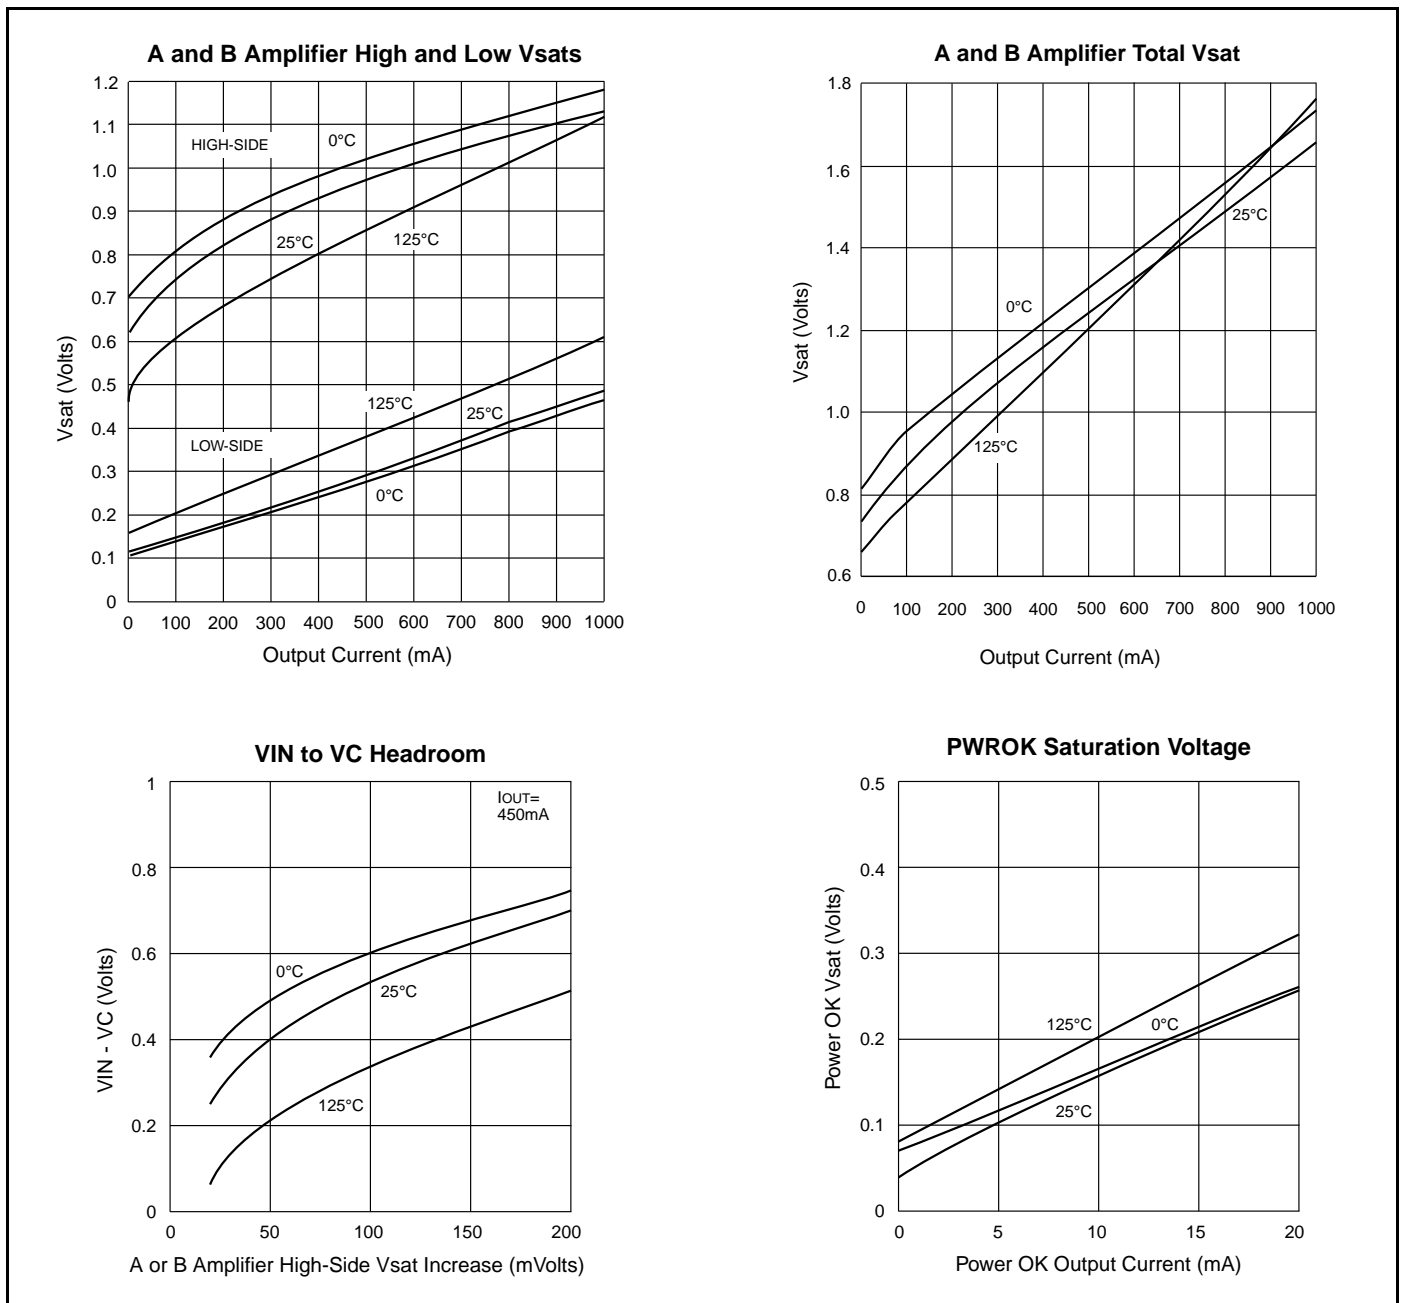 A and B Amplifier High and Low Vsats
1.2
1.1
1.0
0.9
0.8
0.7
0.6
0.5
0.4
0.3
0.2
0.1
0
Vsat (Volts)
HIGH-SIDE
0°C
25°C
125°C
125°C
25°C
LOW-SIDE
0°C
0 100 200 300 400 500 600 700 800 900 1000
Output Current (mA)
A and B Amplifier Total Vsat
1.8
1.6
1.4
1.2
1.0
0.8
0.6
Vsat (Volts)
25°C
0°C
125°C
0 100 200 300 400 500 600 700 800 900 1000
Output Current (mA)
VIN to VC Headroom
1
0.8
0.6
0.4
0.2
0
VIN - VC (Volts)
IOUT=
450mA
0°C
25°C
125°C
0 50 100 150 200
A or B Amplifier High-Side Vsat Increase (mVolts)
PWROK Saturation Voltage
0.5
0.4
0.3
0.2
0.1
0
Power OK Vsat (Volts)
125°C
0°C
25°C
0 5 10 15 20
Power OK Output Current (mA)